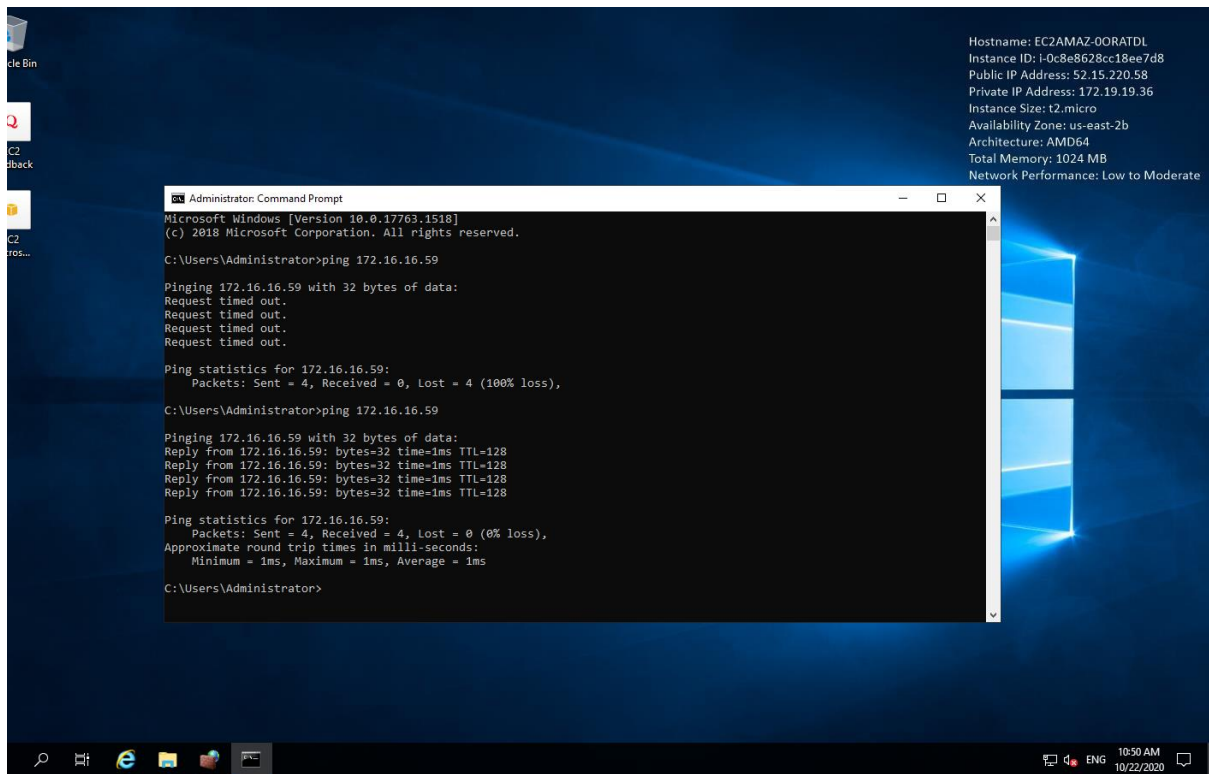 cle Bin
C2
dback
C2
cros...
Hostname: EC2AMAZ-0ORATDL
Instance ID: i-0c8e8628cc18ee7d8
Public IP Address: 52.15.220.58
Private IP Address: 172.19.19.36
Instance Size: t2.micro
Availability Zone: us-east-2b
Architecture: AMD64
Total Memory: 1024 MB
Network Performance: Low to Moderate
Administrator: Command Prompt
Microsoft Windows [Version 10.0.17763.1518]
(c) 2018 Microsoft Corporation. All rights reserved.
C:\Users\Administrator>ping 172.16.16.59
Pinging 172.16.16.59 with 32 bytes of data:
Request timed out.
Request timed out.
Request timed out.
Request timed out.
Ping statistics for 172.16.16.59:
Packets: Sent = 4, Received = 0, Lost = 4 (100% loss),
C:\Users\Administrator>ping 172.16.16.59
Pinging 172.16.16.59 with 32 bytes of data:
Reply from 172.16.16.59: bytes=32 time=1ms TTL=128
Reply from 172.16.16.59: bytes=32 time=1ms TTL=128
Reply from 172.16.16.59: bytes=32 time=1ms TTL=128
Reply from 172.16.16.59: bytes=32 time=1ms TTL=128
Ping statistics for 172.16.16.59:
Packets: Sent = 4, Received = 4, Lost = 0 (0% loss),
Approximate round trip times in milli-seconds:
Minimum = 1ms, Maximum = 1ms, Average = 1ms
C:\Users\Administrator>
ENG
10:50 AM
10/22/2020